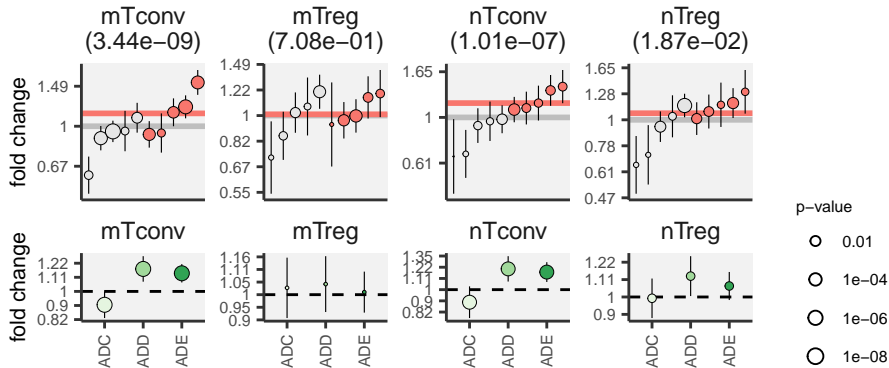 mTconv
(3.44e−09)
mTreg
(7.08e−01)
nTconv
(1.01e−07)
nTreg
(1.87e−02)
fold change
1.49
1
0.67
1.49
1.22
1
0.82
0.67
0.55
1.65
1
0.61
1.65
1.28
1
0.78
0.61
0.47
mTconv
mTreg
nTconv
nTreg
fold change
1.22
1.11
1
0.9
0.82
1.16
1.1
1.05
1
0.95
0.9
1.35
1.22
1.11
1
0.9
0.82
1.22
1.11
1
0.9
ADC
ADD
ADE
ADC
ADD
ADE
ADC
ADD
ADE
ADC
ADD
ADE
p−value
0.01
1e−04
1e−06
1e−08